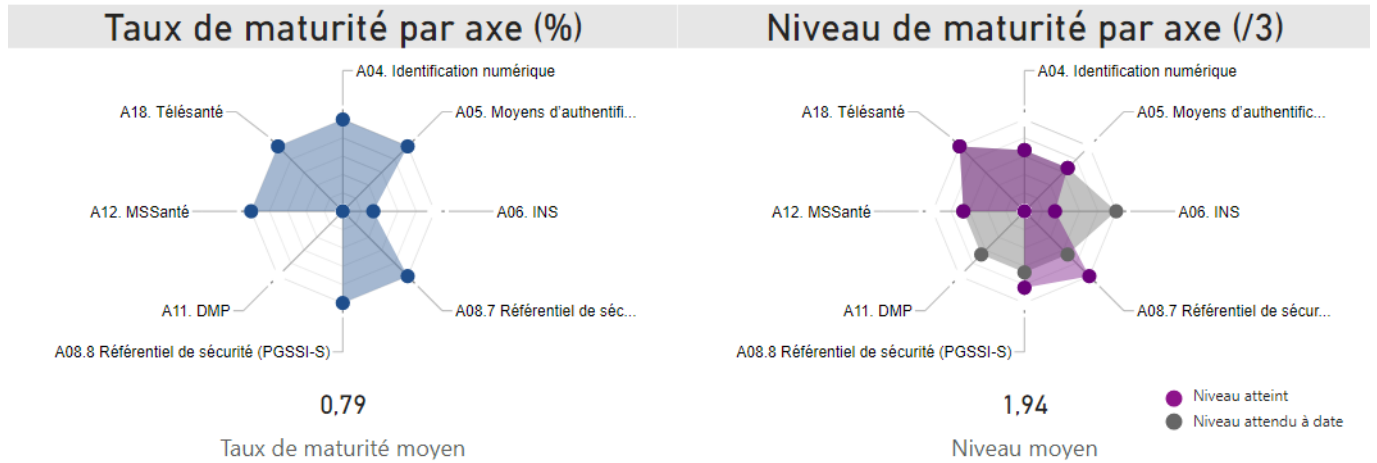 Taux de maturité par axe (%)
A04. Identification numérique
A18. Télésanté
A05. Moyens d'authentifi...
A12. MSSanté
A06. INS
A11. DMP
A08.7 Référentiel de séc...
A08.8 Référentiel de sécurité (PGSSI-S)
0,79
Taux de maturité moyen
Niveau de maturité par axe (/3)
A04. Identification numérique
A18. Télésanté
A05. Moyens d'authentific...
A12. MSSanté
A06. INS
A11. DMP
A08.7 Référentiel de sécur...
A08.8 Référentiel de sécurité (PGSSI-S)
1,94
Niveau moyen
Niveau atteint
Niveau attendu à date